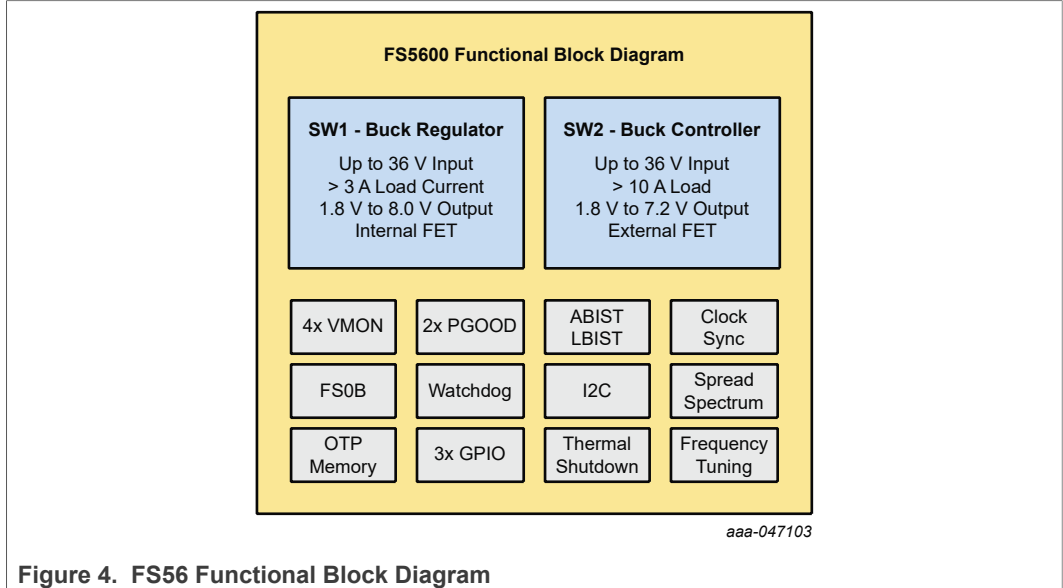 FS5600 Functional Block Diagram
SW1 - Buck Regulator
Up to 36 V Input
> 3 A Load Current
1.8 V to 8.0 V Output
Internal FET
SW2 - Buck Controller
Up to 36 V Input
> 10 A Load
1.8 V to 7.2 V Output
External FET
4x VMON
2x PGOOD
ABIST
LBIST
Clock
Sync
FS0B
Watchdog
I2C
Spread
Spectrum
OTP
Memory
3x GPIO
Thermal
Shutdown
Frequency
Tuning
aaa-047103
Figure 4. FS56 Functional Block Diagram